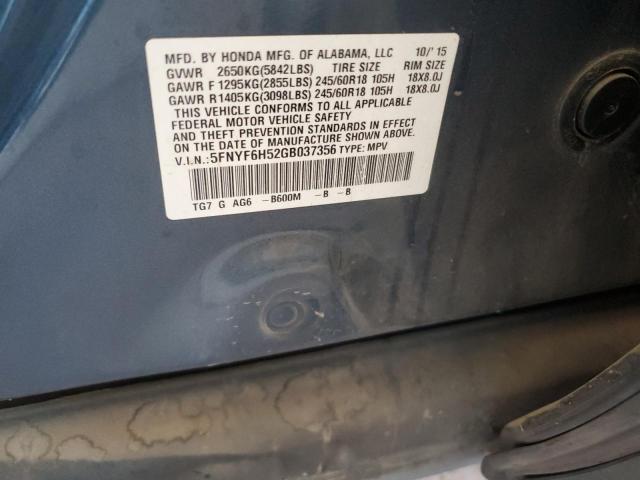 MFD. BY HONDA MFG. OF ALABAMA, LLC 10/'15
GVWR 2650KG(5842LBS) TIRE SIZE RIM SIZE
GAWR F 1295KG(2855LBS) 245/60R18 105H 18X8.0J
GAWR R 1405KG(3098LBS) 245/60R18 105H 18X8.0J
THIS VEHICLE CONFORMS TO ALL APPLICABLE
FEDERAL MOTOR VEHICLE SAFETY
AND THEFT PREVENTION STANDARDS IN EFFECT
ON THE DATE OF MANUFACTURE SHOWN ABOVE.
V.I.N.:5FNYF6H52GB037356 TYPE: MPV
TG7 G AG6 -B600M -B -B